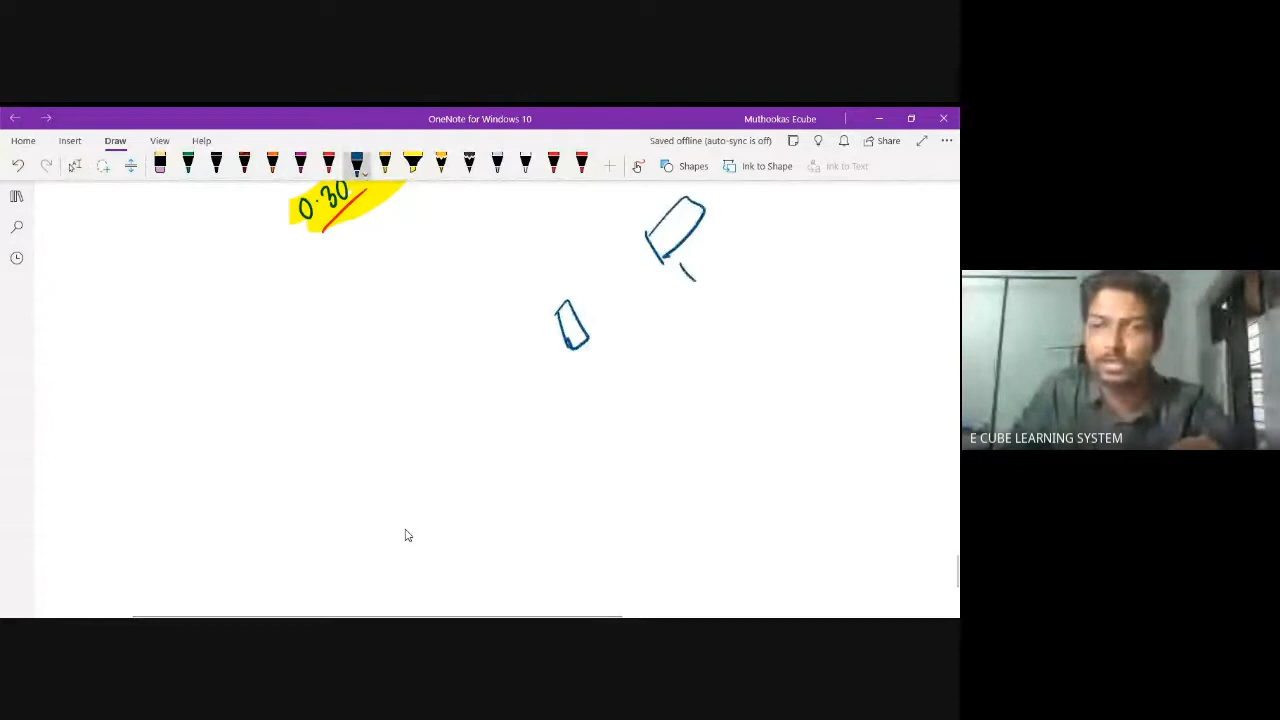 OneNote for Windows 10
Muthookas Ecube
Home Insert Draw View Help
Saved offline (auto-sync is off)
Share
Shapes
Ink to Shape
Ink to Text
0.30
E CUBE LEARNING SYSTEM